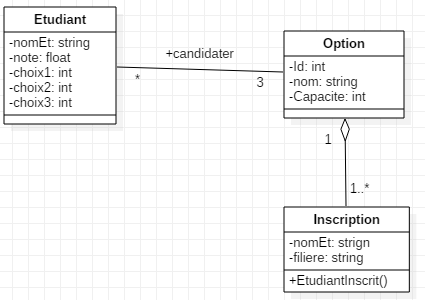 Etudiant
-nomEt: string
-note: float
-choix1: int
-choix2: int
-choix3: int
+candidater
*
3
Option
-Id: int
-nom: string
-Capacite: int
1
1..*
Inscription
-nomEt: strign
-filiere: string
+EtudiantInscrit()